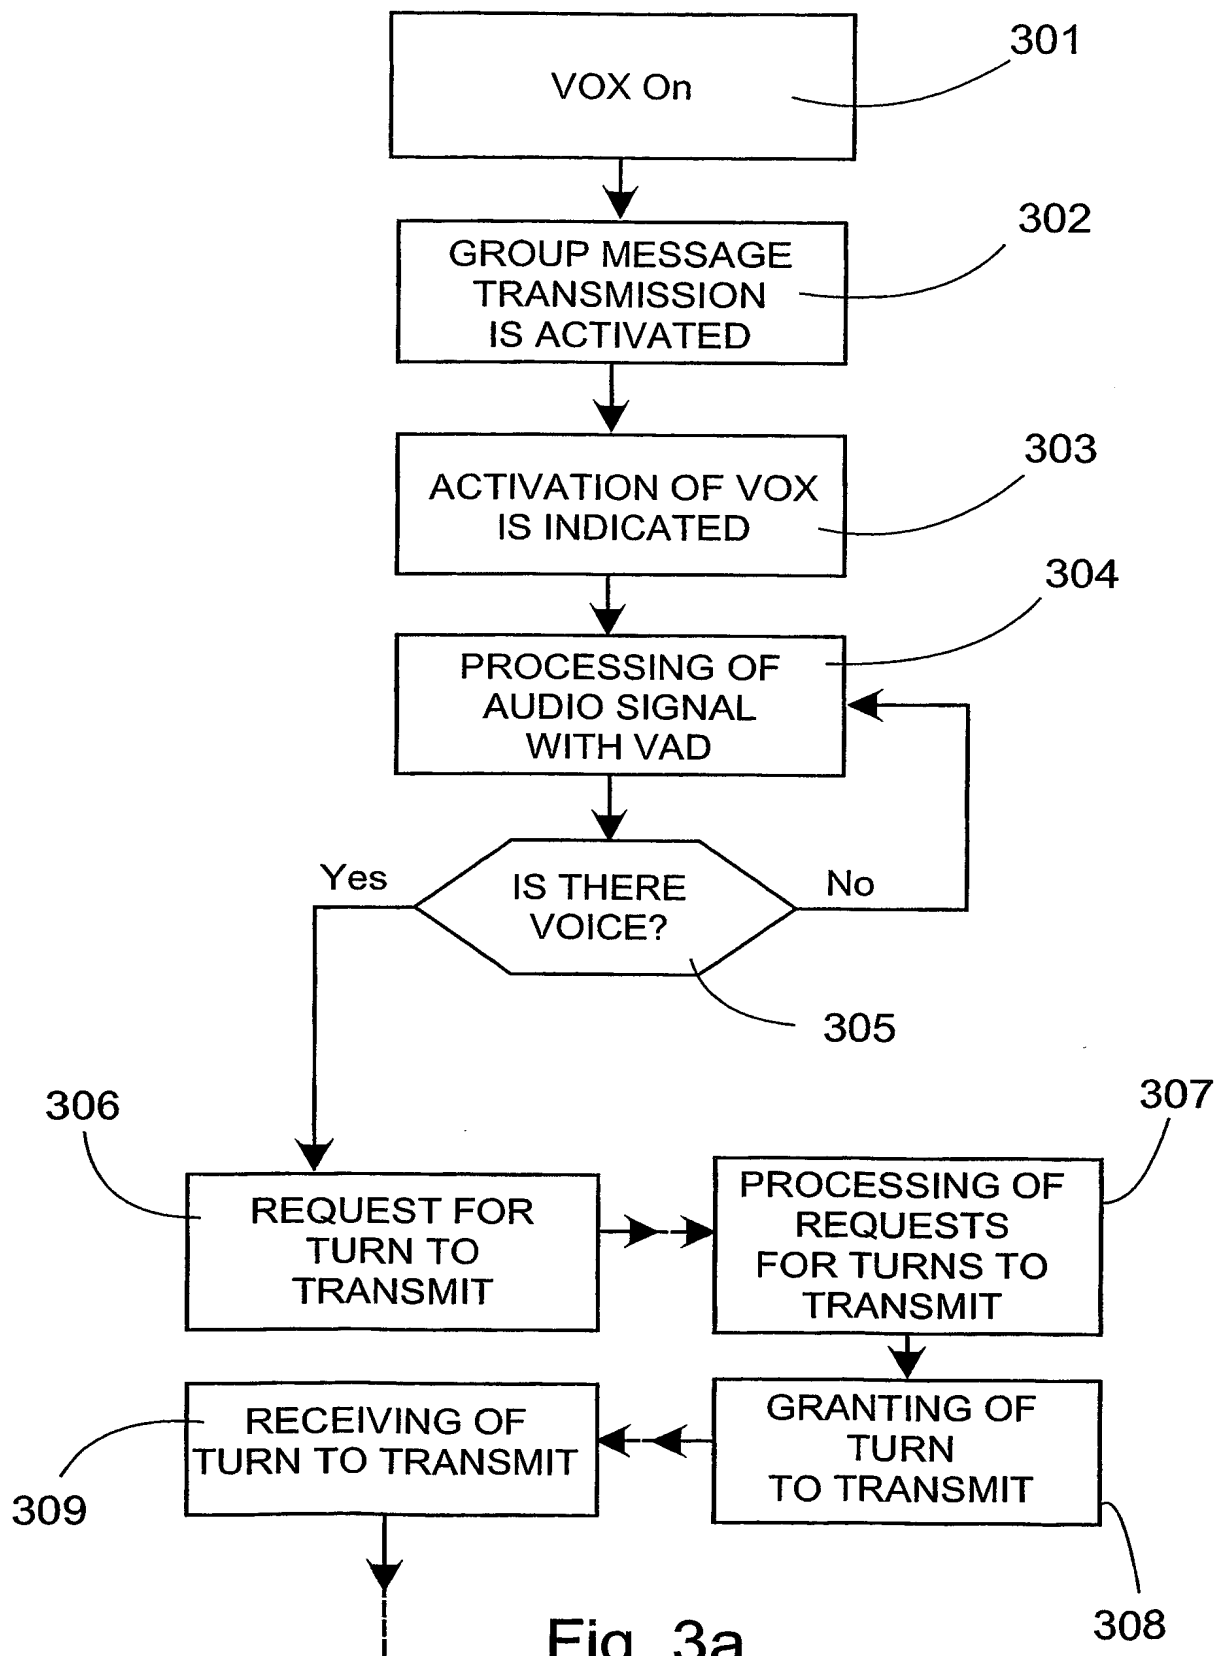 VOX On
301
GROUP MESSAGE
TRANSMISSION
IS ACTIVATED
302
ACTIVATION OF VOX
IS INDICATED
303
PROCESSING OF
AUDIO SIGNAL
WITH VAD
304
IS THERE
VOICE?
Yes
No
305
306
REQUEST FOR
TURN TO
TRANSMIT
307
PROCESSING OF
REQUESTS
FOR TURNS TO
TRANSMIT
RECEIVING OF
TURN TO TRANSMIT
309
GRANTING OF
TURN
TO TRANSMIT
308
Fig. 3a